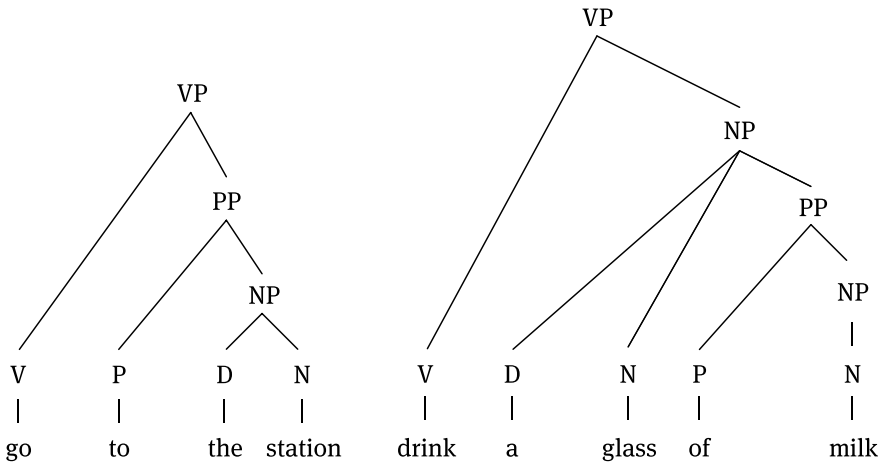 VP
VP
NP
PP
PP
NP
NP
V P D N V D N P N
go to the station drink a glass of milk